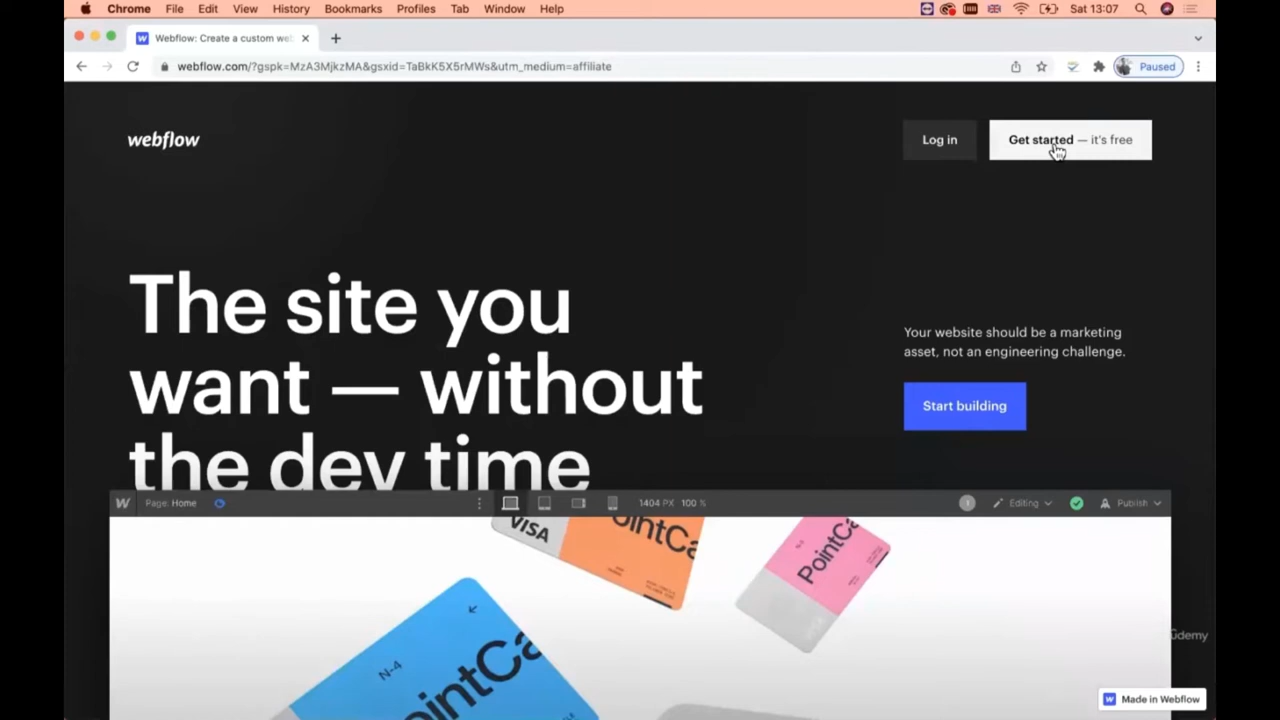 Chrome File Edit View History Bookmarks Profiles Tab Window Help Sat 13:07
Webflow: Create a custom web
webflow.com/?gspk=MzA3MjkzMA&gsxid=TaBkK5X5rMWs&utm_medium=affiliate Paused
webflow Log in Get started — it's free
The site you
want — without
the dev time
Your website should be a marketing
asset, not an engineering challenge.
Start building
W Page: Home 1404 PX 100 % Editing Publish
VISA PointCa
PointCa
N-4
PointCa
ûdemy
Made in Webflow